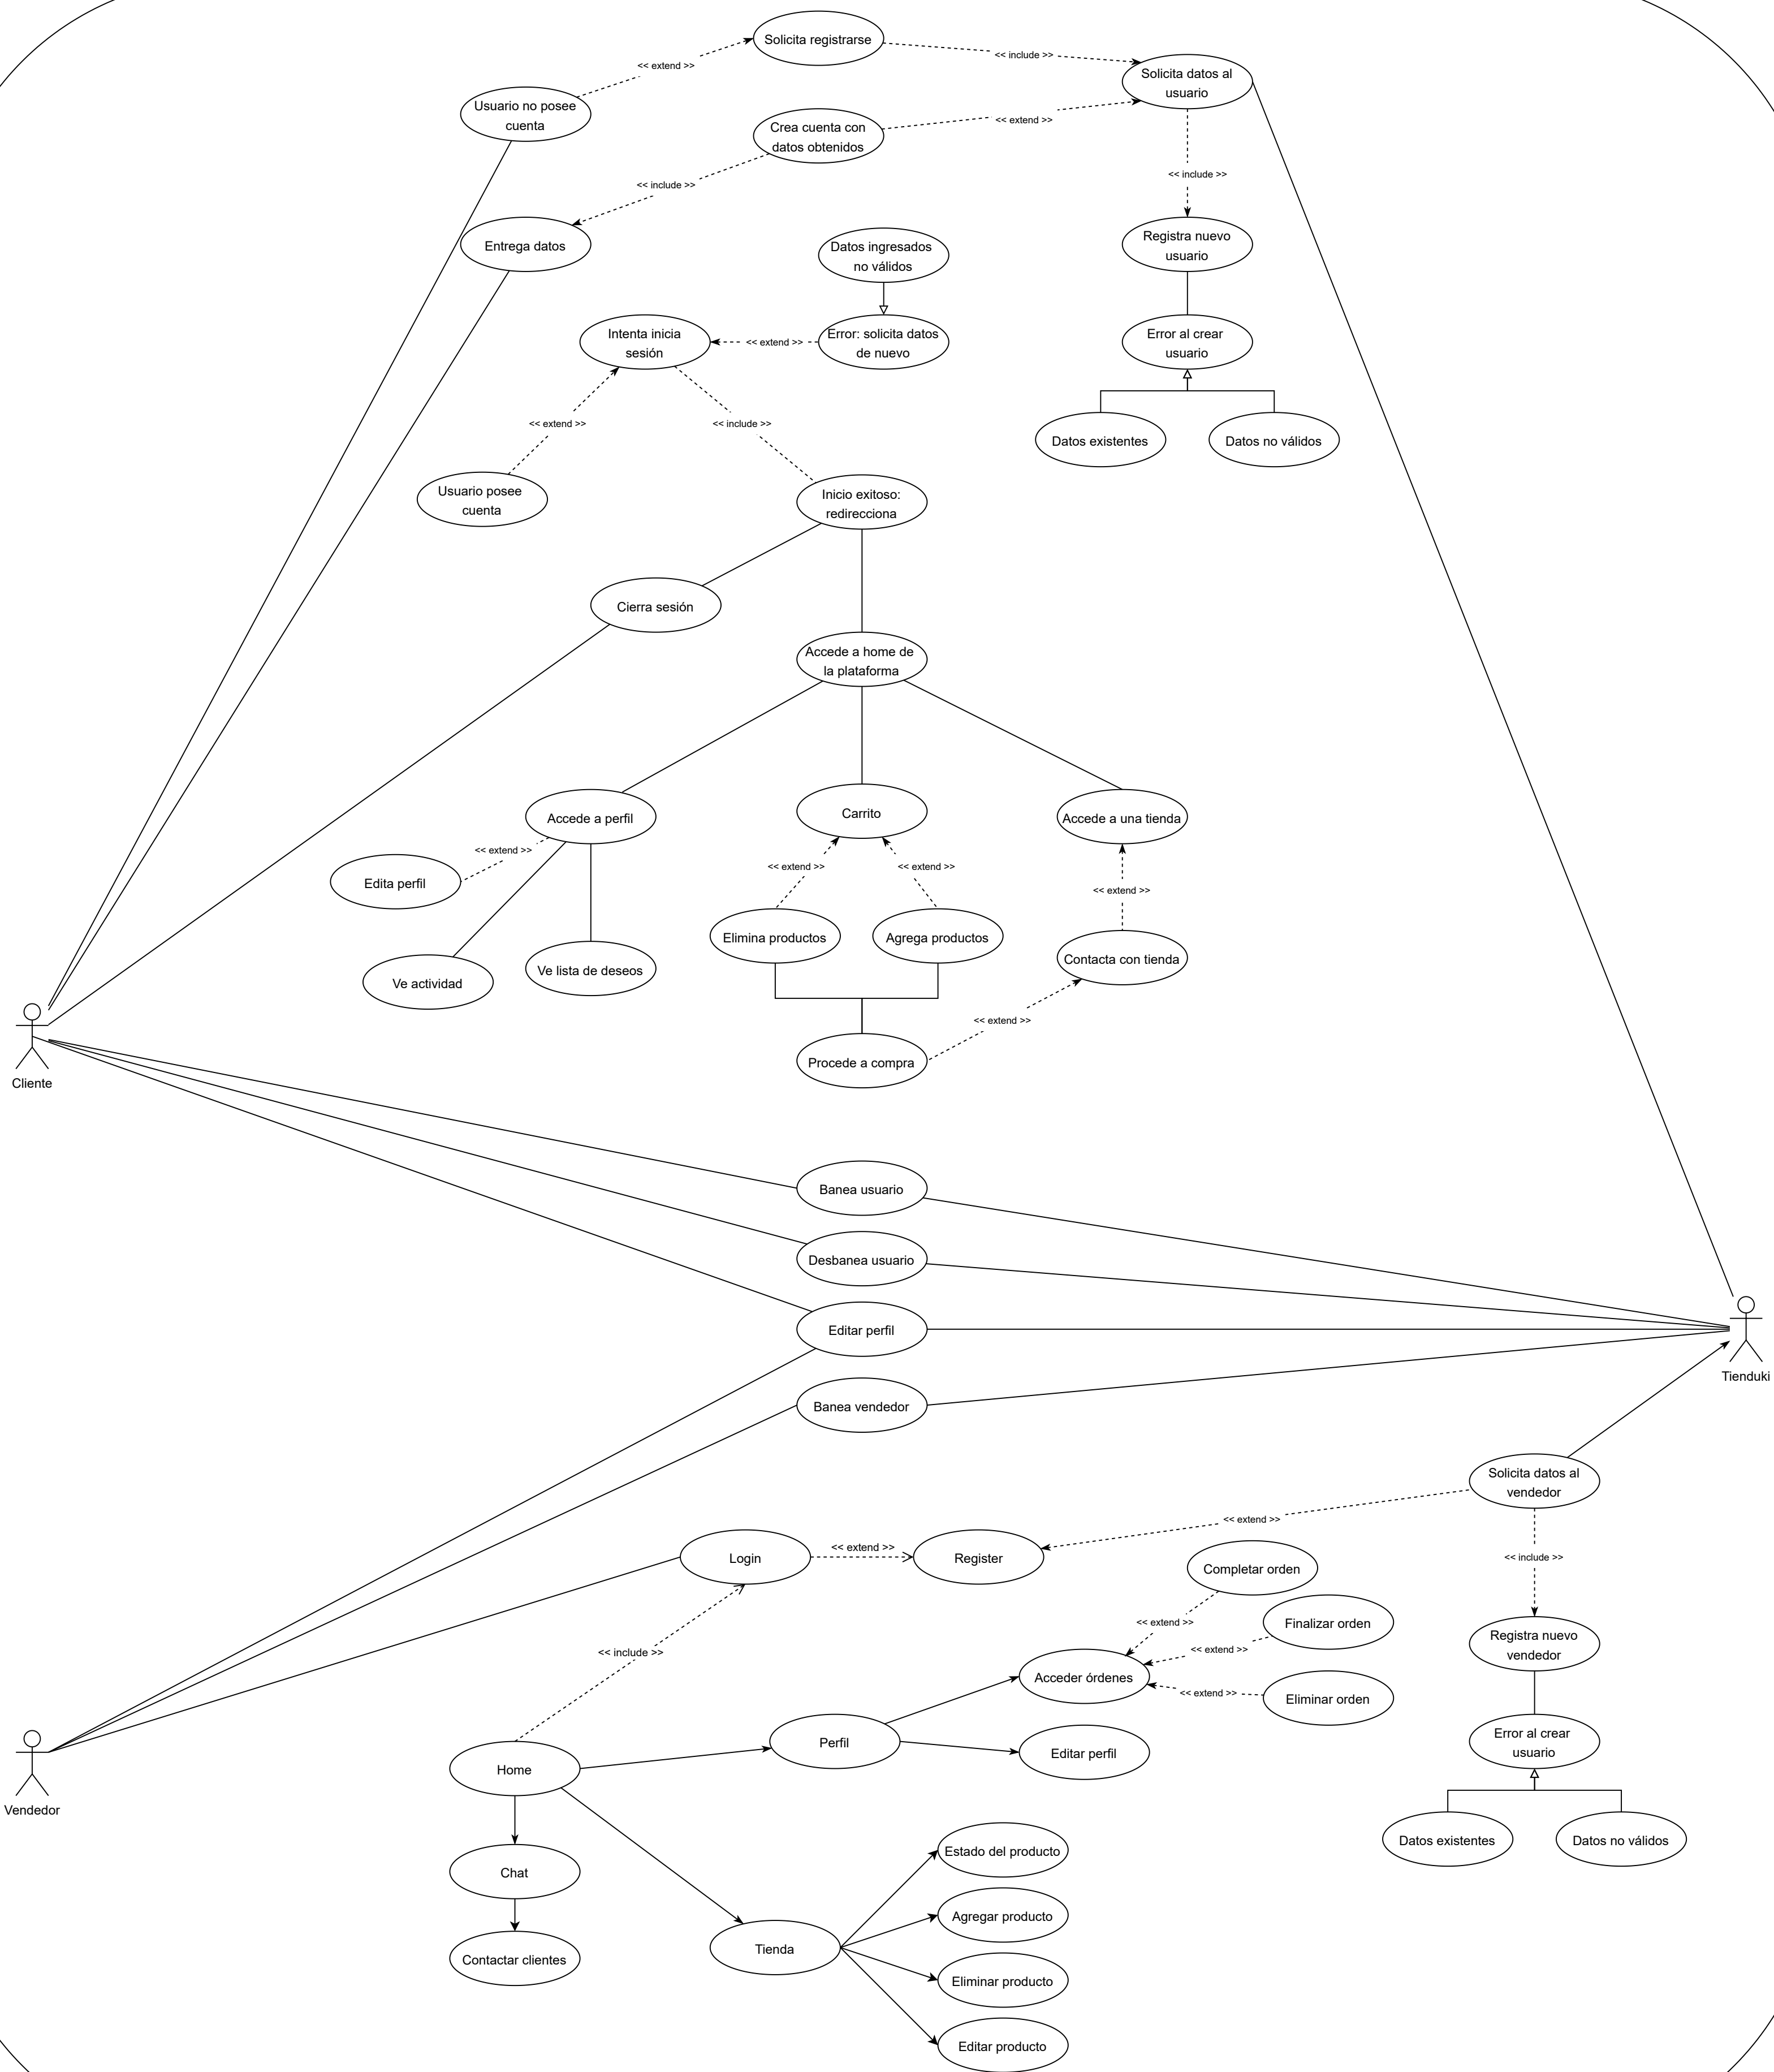 Solicita registrarse
<< extend >>
<< include >>
Solicita datos al
usuario
Usuario no posee
cuenta
Crea cuenta con
datos obtenidos
<< extend >>
<< include >>
<< include >>
Entrega datos
Datos ingresados
no válidos
Registra nuevo
usuario
Intenta inicia
sesión
<< extend >>
Error: solicita datos
de nuevo
Error al crear
usuario
<< extend >>
<< include >>
Datos existentes
Datos no válidos
Usuario posee
cuenta
Inicio exitoso:
redirecciona
Cierra sesión
Accede a home de
la plataforma
Accede a perfil
Carrito
Accede a una tienda
<< extend >>
<< extend >>
<< extend >>
<< extend >>
Edita perfil
Elimina productos
Agrega productos
Contacta con tienda
Ve actividad
Ve lista de deseos
<< extend >>
Procede a compra
Cliente
Banea usuario
Desbanea usuario
Editar perfil
Tienduki
Banea vendedor
Solicita datos al
vendedor
<< extend >>
Login
<< extend >>
Register
Completar orden
<< include >>
<< extend >>
Finalizar orden
<< include >>
<< extend >>
Registra nuevo
vendedor
Acceder órdenes
<< extend >>
Eliminar orden
Perfil
Editar perfil
Error al crear
usuario
Home
Vendedor
Datos existentes
Datos no válidos
Chat
Estado del producto
Agregar producto
Tienda
Contactar clientes
Eliminar producto
Editar producto